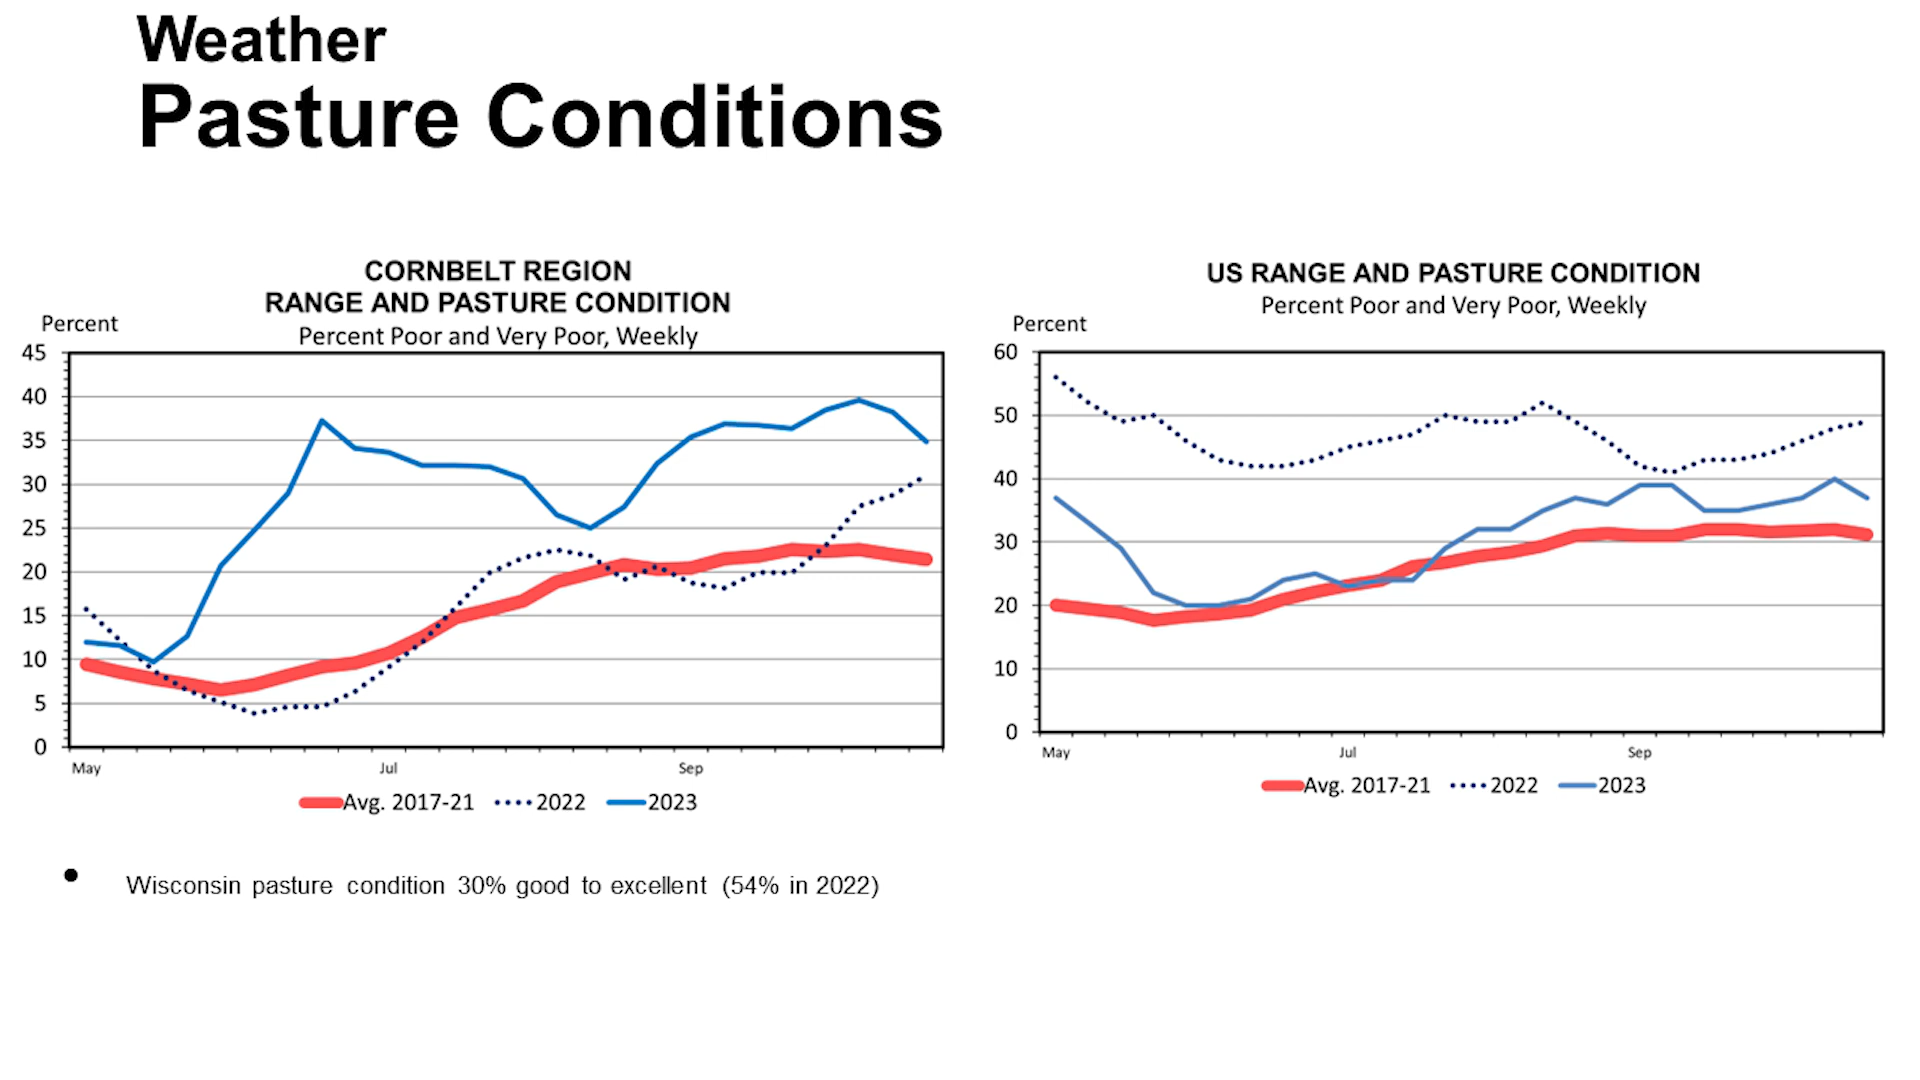 Weather
Pasture Conditions
CORNBELT REGION
RANGE AND PASTURE CONDITION
Percent Poor and Very Poor, Weekly
Percent
45
40
35
30
25
20
15
10
5
0
May Jul Sep
Avg. 2017-21 2022 2023
US RANGE AND PASTURE CONDITION
Percent Poor and Very Poor, Weekly
Percent
60
50
40
30
20
10
0
May Jul Sep
Avg. 2017-21 2022 2023
• Wisconsin pasture condition 30% good to excellent (54% in 2022)